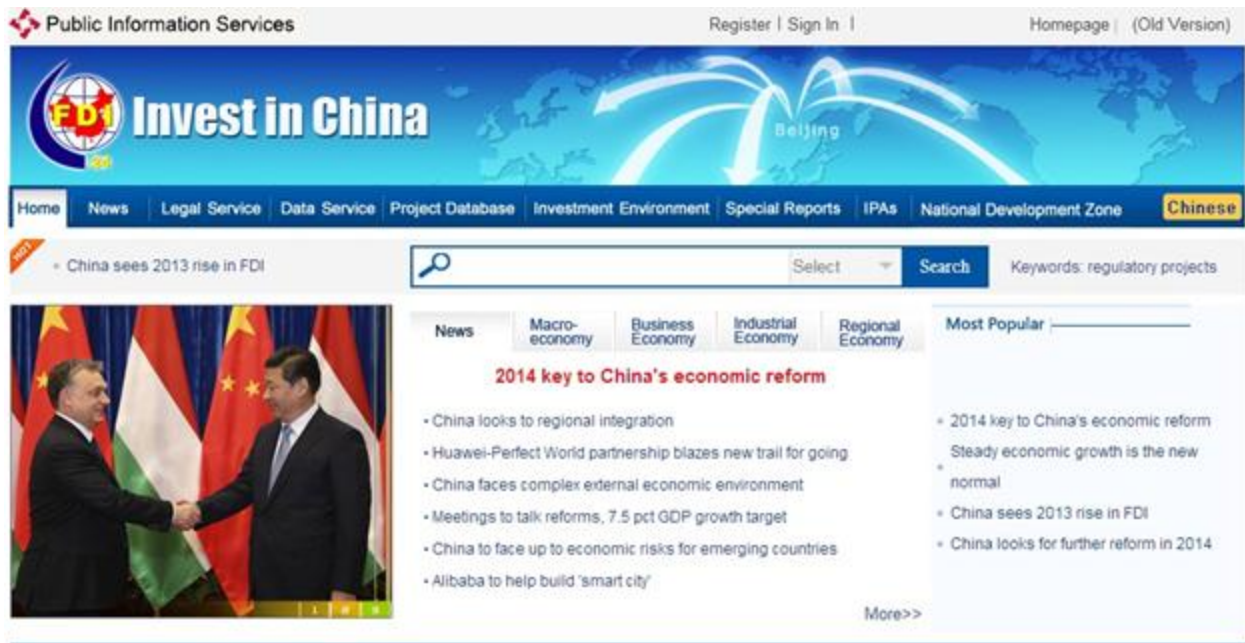 Public Information Services Register | Sign In | Homepage | (Old Version)
FDI Invest in China
Beijing
Home News Legal Service Data Service Project Database Investment Environment Special Reports IPAs National Development Zone Chinese
HOT China sees 2013 rise in FDI Select Search Keywords: regulatory projects
News Macro-economy Business Economy Industrial Economy Regional Economy Most Popular
2014 key to China's economic reform
• China looks to regional integration
• Huawei-Perfect World partnership blazes new trail for going
• China faces complex external economic environment
• Meetings to talk reforms, 7.5 pct GDP growth target
• China to face up to economic risks for emerging countries
• Alibaba to help build 'smart city'
More>>
• 2014 key to China's economic reform
• Steady economic growth is the new
normal
• China sees 2013 rise in FDI
• China looks for further reform in 2014